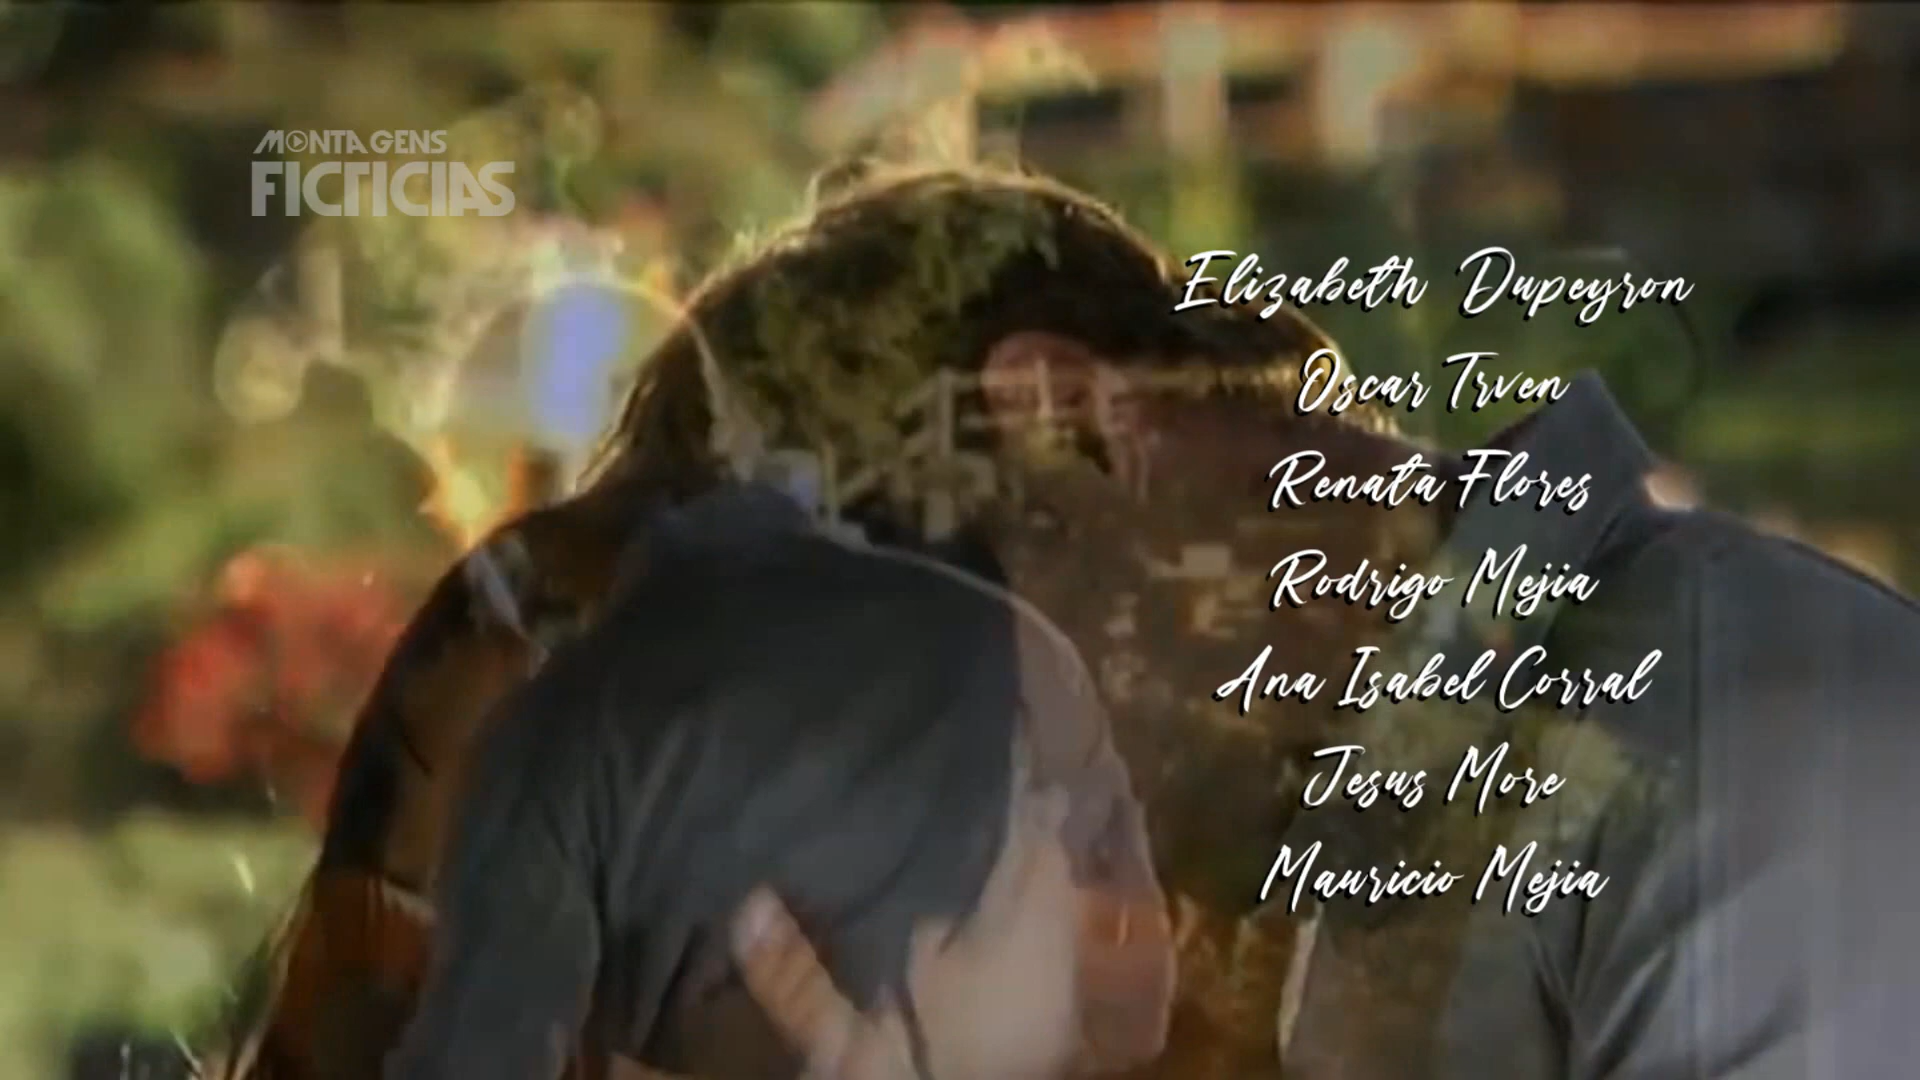 MONTAGENS
FICTICIAS
Elizabeth Dupeyron
Oscar Trven
Renata Flores
Rodrigo Mejia
Ana Isabel Corral
Jesus More
Mauricio Mejia